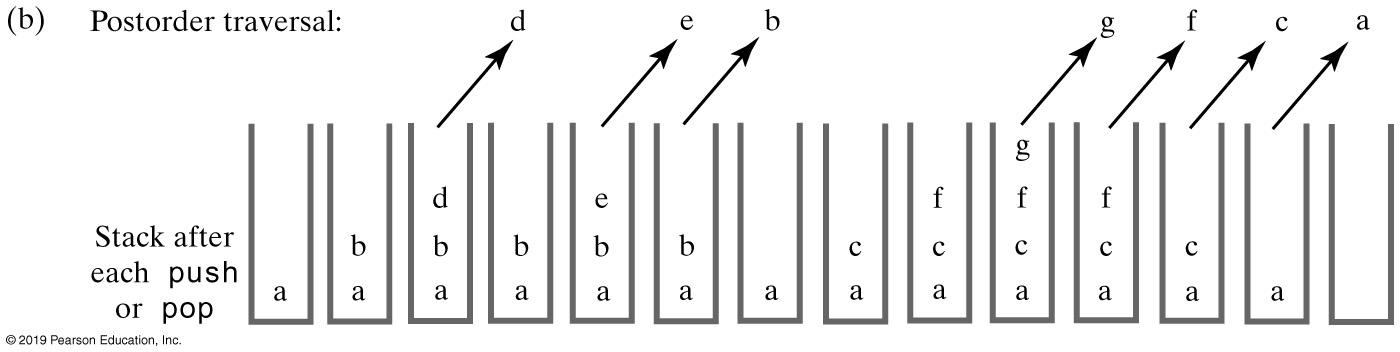 (b) Postorder traversal: d e b g f c a
g
d e f f f
Stack after b b b b b c c c c c
each push
a a a a a a a a a a a a a
or pop
© 2019 Pearson Education, Inc.